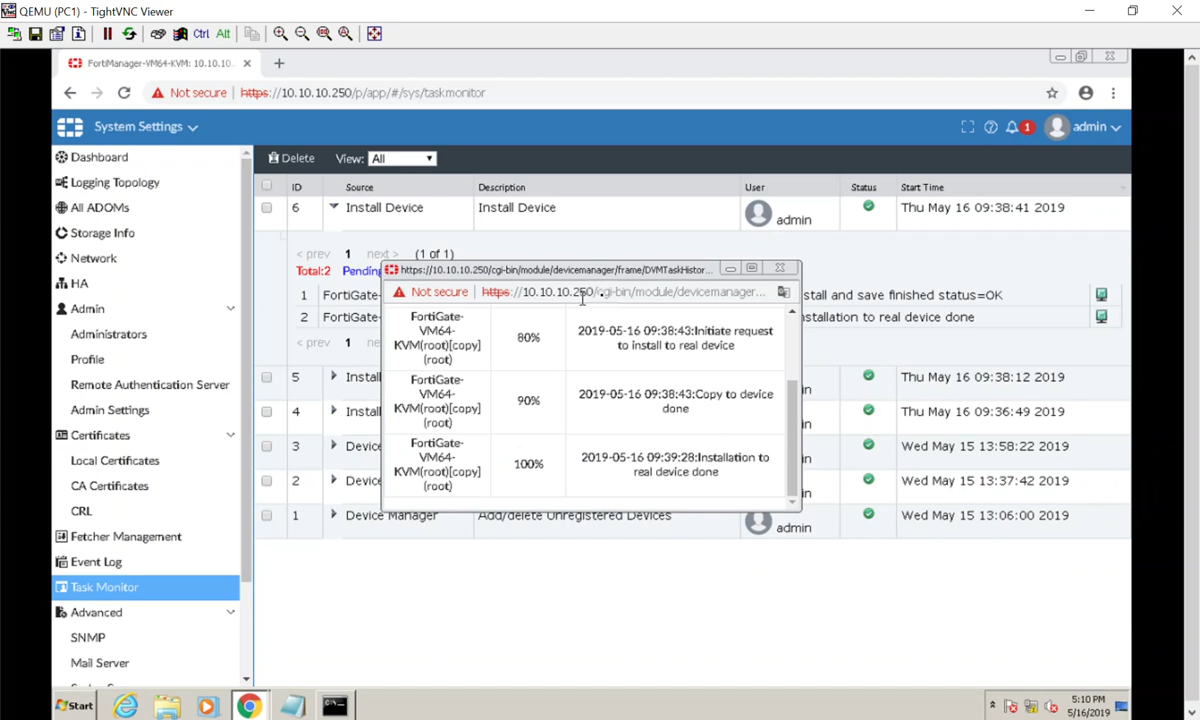 QEMU (PC1) - TightVNC Viewer
Ctrl Alt
FortiManager-VM64-KVM: 10.10.10.
Not secure | https://10.10.10.250/p/app/#/sys/taskmonitor
System Settings
1
admin
Dashboard
Logging Topology
All ADOMs
Storage Info
Network
HA
Admin
Administrators
Profile
Remote Authentication Server
Admin Settings
Certificates
Local Certificates
CA Certificates
CRL
Fetcher Management
Event Log
Task Monitor
Advanced
SNMP
Mail Server
Delete View: All
ID Source Description User Status Start Time
6 Install Device Install Device admin Thu May 16 09:38:41 2019
< prev 1 next > (1 of 1)
Total:2 Pending
1 FortiGate- stall and save finished status=OK
2 FortiGate- nstallation to real device done
< prev 1 ne
5 Install in Thu May 16 09:38:12 2019
4 Install in Thu May 16 09:36:49 2019
3 Device in Wed May 15 13:58:22 2019
2 Device in Wed May 15 13:37:42 2019
1 Device Manager Add/delete Unregistered Devices admin Wed May 15 13:06:00 2019
https://10.10.10.250/cgi-bin/module/devicemanager/frame/DVMTaskHistor...
Not secure | https://10.10.10.250/cgi-bin/module/devicemanager...
FortiGate-
VM64-
KVM(root)[copy]
(root)
80%
2019-05-16 09:38:43:Initiate request
to install to real device
FortiGate-
VM64-
KVM(root)[copy]
(root)
90%
2019-05-16 09:38:43:Copy to device
done
FortiGate-
VM64-
KVM(root)[copy]
(root)
100%
2019-05-16 09:39:28:Installation to
real device done
Start
5:10 PM
5/16/2019